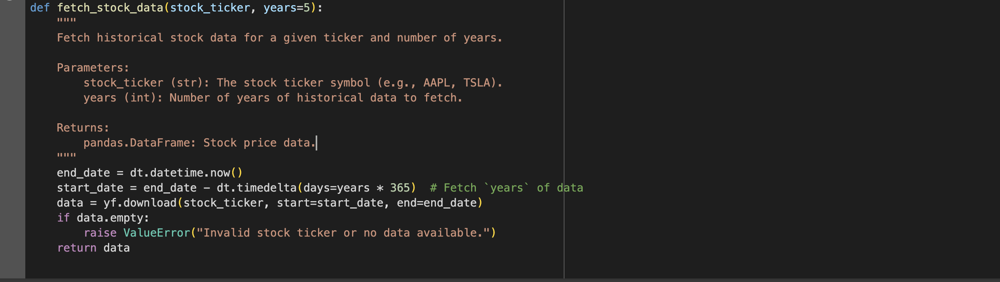 def fetch_stock_data(stock_ticker, years=5):
    """
    Fetch historical stock data for a given ticker and number of years.

    Parameters:
        stock_ticker (str): The stock ticker symbol (e.g., AAPL, TSLA).
        years (int): Number of years of historical data to fetch.

    Returns:
        pandas.DataFrame: Stock price data.
    """
    end_date = dt.datetime.now()
    start_date = end_date - dt.timedelta(days=years * 365)  # Fetch `years` of data
    data = yf.download(stock_ticker, start=start_date, end=end_date)
    if data.empty:
        raise ValueError("Invalid stock ticker or no data available.")
    return data